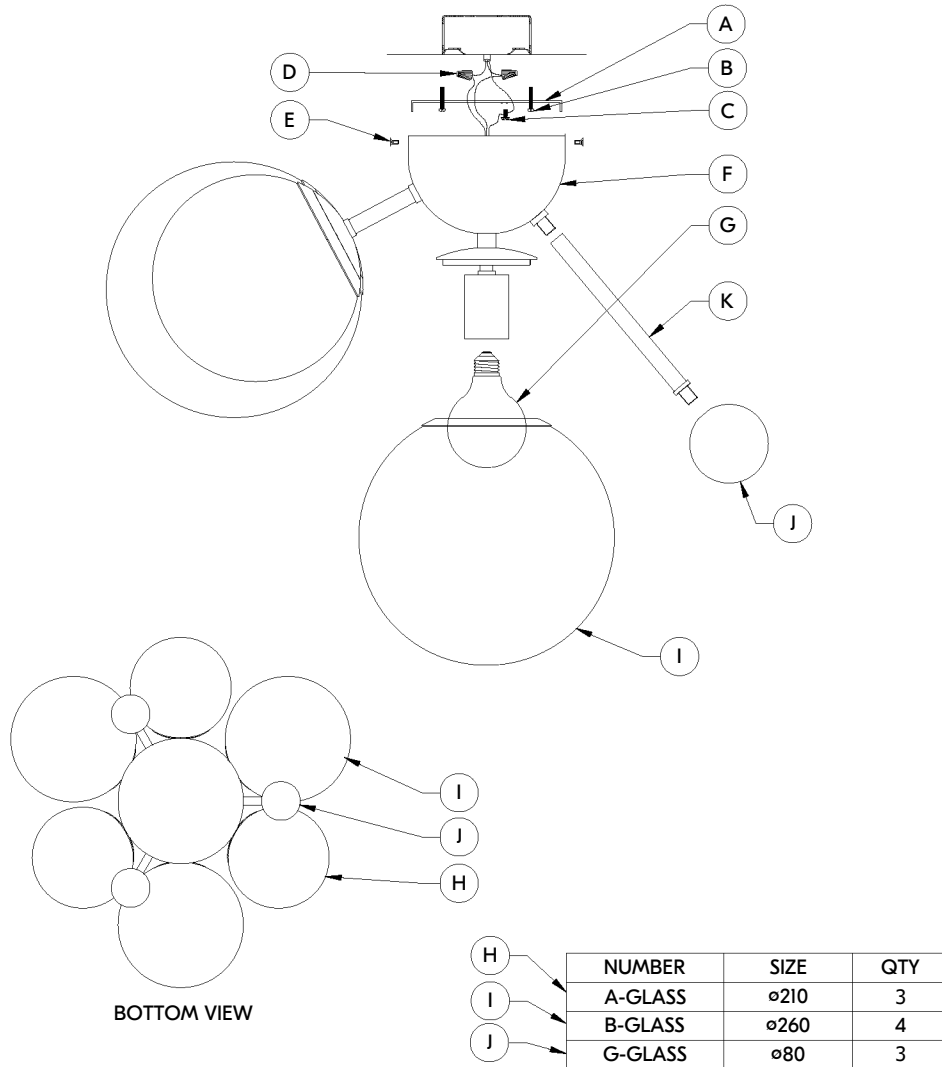 A
B
C
D
E
F
G
K
J
I
I
J
H
BOTTOM VIEW
H
I
J
NUMBER SIZE QTY
A-GLASS ø210 3
B-GLASS ø260 4
G-GLASS ø80 3